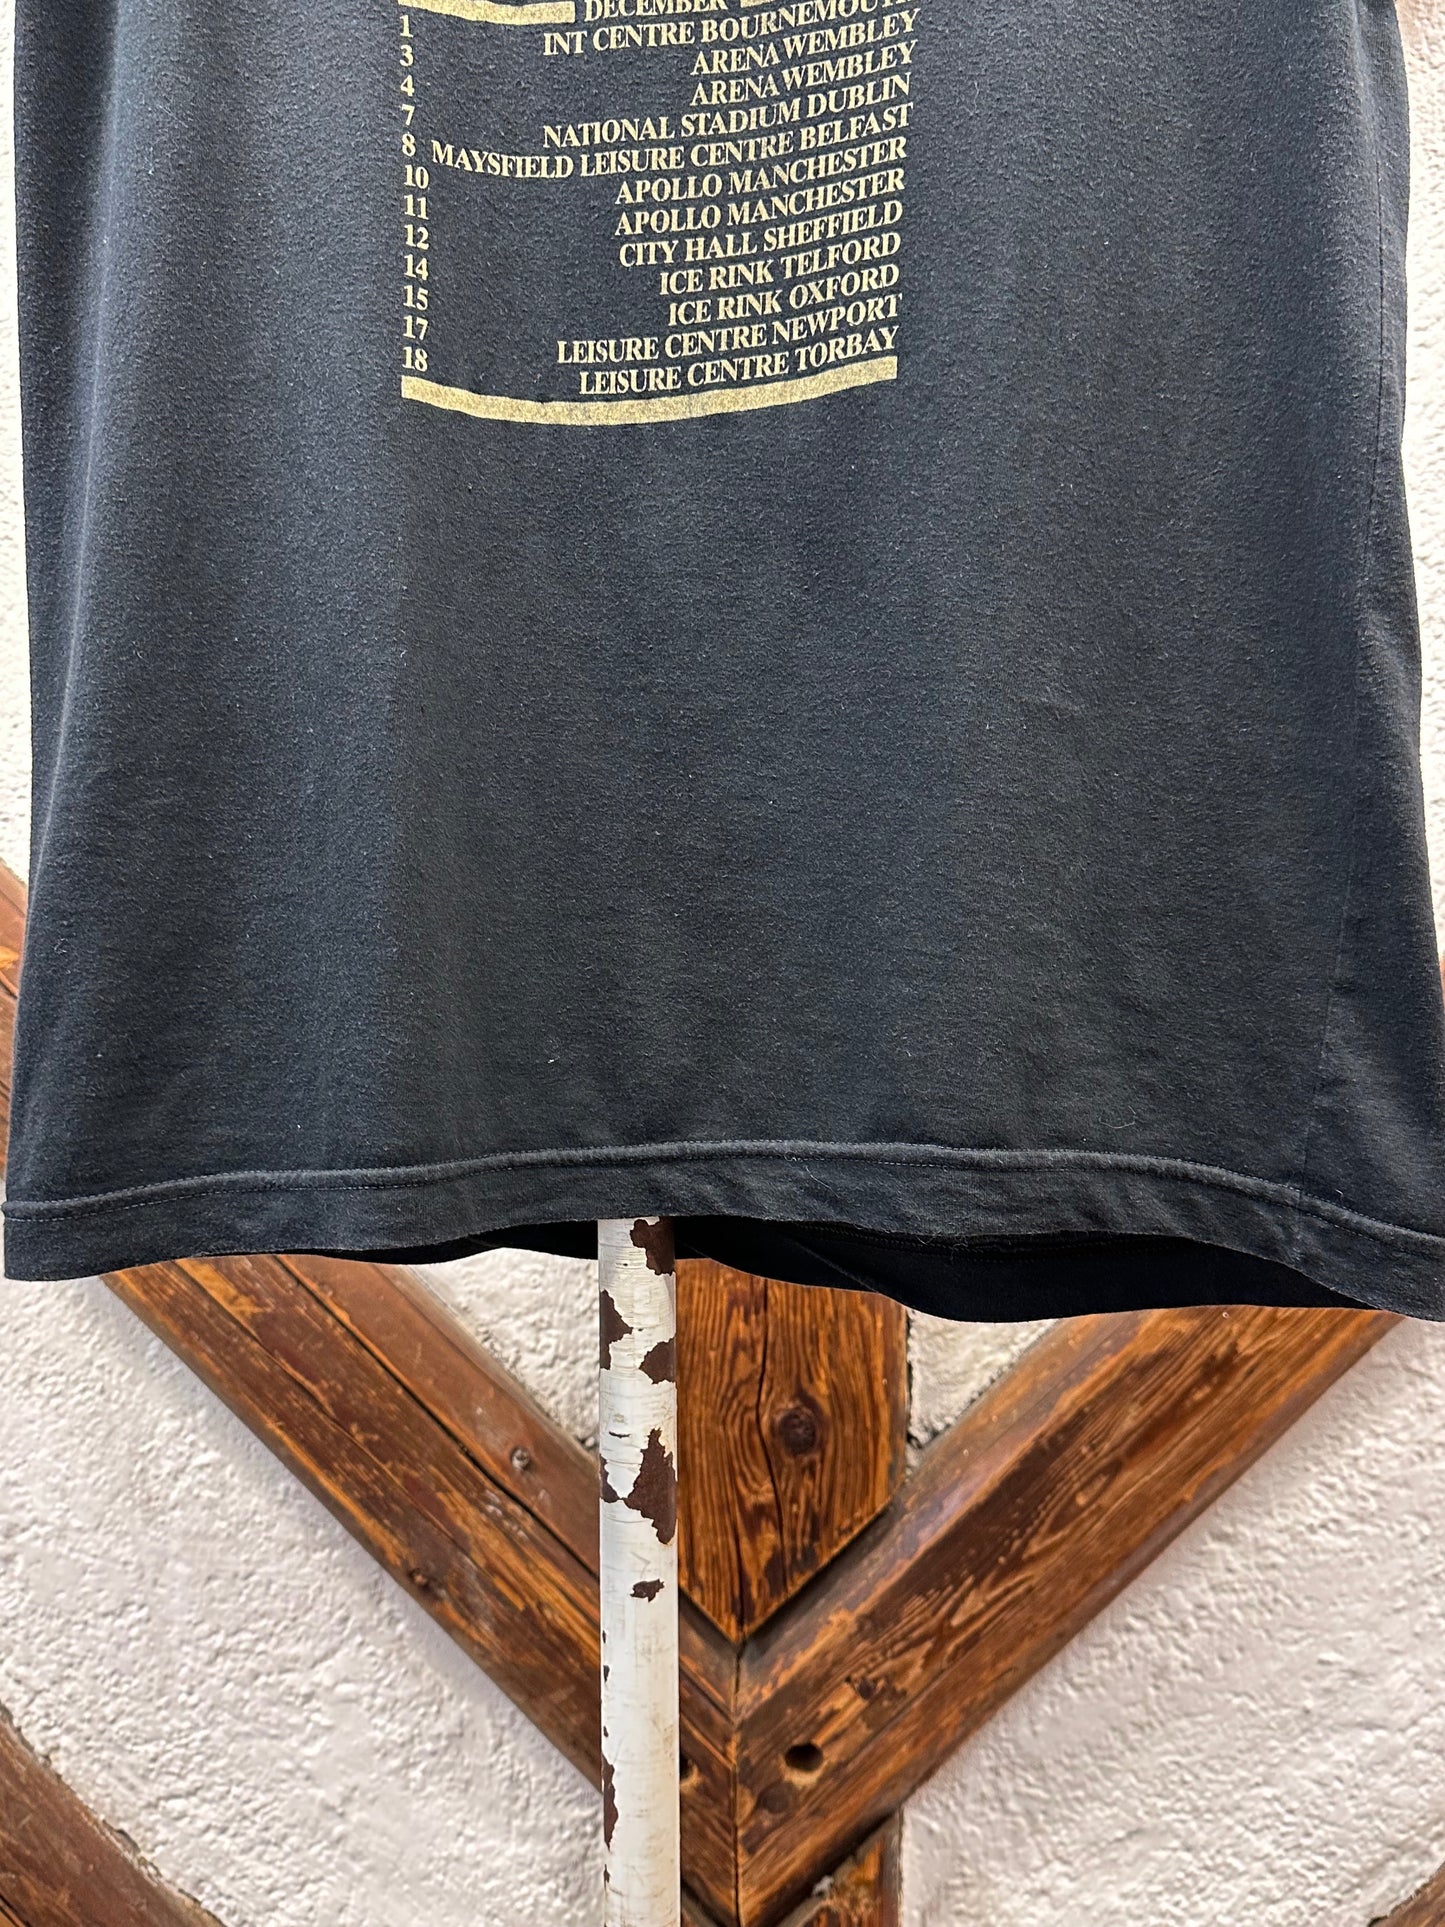 DECEMBER
1 INT CENTRE BOURNEMOUTH
3 ARENA WEMBLEY
4 ARENA WEMBLEY
7 NATIONAL STADIUM DUBLIN
8 MAYSFIELD LEISURE CENTRE BELFAST
10 APOLLO MANCHESTER
11 APOLLO MANCHESTER
12 CITY HALL SHEFFIELD
14 ICE RINK TELFORD
15 ICE RINK OXFORD
17 LEISURE CENTRE NEWPORT
18 LEISURE CENTRE TORBAY